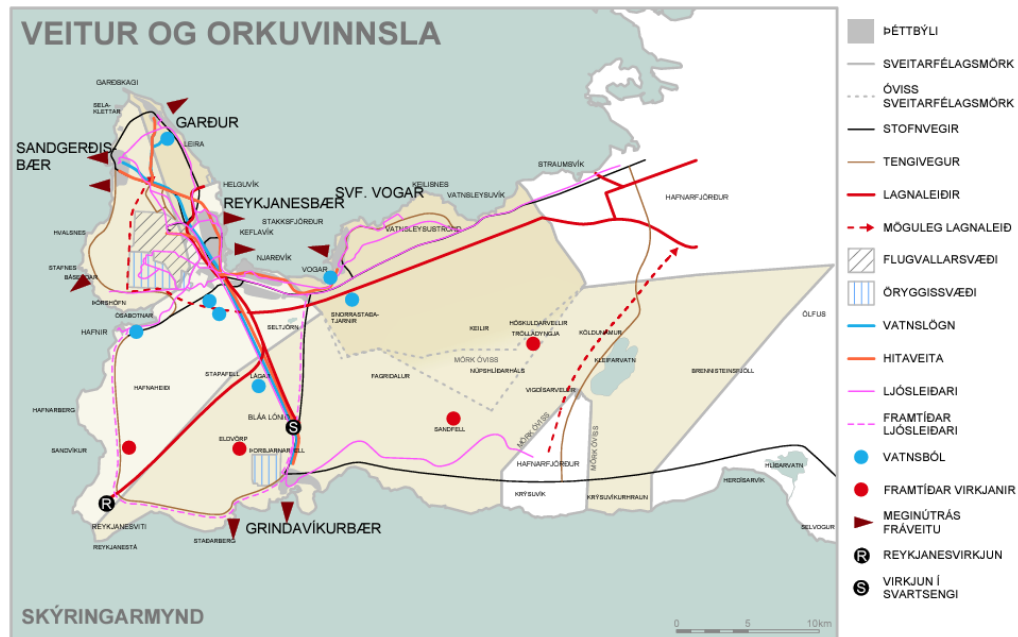 VEITUR OG ORKUVINNSLA
GARÐSKAGI
SELA-
KLETTAR
GARÐUR
LEIRA
SANDGERÐIS-
BÆR
HELGUVÍK
REYKJANESBÆR
STAKKSFJÖRÐUR
KEFLAVÍK
NJARÐVÍK
SVF. VOGAR
KEILISNES
VATNSLEYSUVÍK
STRAUMSVÍK
HAFNARFJÖRÐUR
VATNSLEYSUSTRÖND
HVALSNES
STAFNES
BÁSENDAR
ÞÓRSHÖFN
ÓSABOTNAR
HAFNIR
VOGAR
SNORRASTAÐA-
TJARNIR
SELTJÖRN
KEILIR
HÖSKULDARVELLIR
TRÖLLADYNGJA
KÖLDUNÁMUR
KLEIFARVATN
ÖLFUS
MÖRK ÓVISS
NÚPSHLÍÐARHÁLS
FAGRIDALUR
VIGDÍSARVELLIR
BRENNISTEINSFJÖLL
STAPAFELL
LÁGAR
HAFNAHEIÐI
HAFNARBERG
BLÁA LÓNIÐ
SANDFELL
MÖRK ÓVISS
MÖRK ÓVISS
SANDVÍKUR
ELDVÖRP
ÞORBJARNARFELL
S
HAFNARFJÖRÐUR
HLÍÐARVATN
HERDÍSARVÍK
KRÝSUVÍK
KRÝSUVÍKURHRAUN
SELVOGUR
R
REYKJANESVITI
REYKJANESTÁ
STAÐARBERG
GRINDAVÍKURBÆR
SKÝRINGARMYND
0 5 10km
ÞÉTTBÝLI
SVEITARFÉLAGSMÖRK
ÓVISS
SVEITARFÉLAGSMÖRK
STOFNVEGIR
TENGIVEGUR
LAGNALEIÐIR
MÖGULEG LAGNALEIÐ
FLUGVALLARSVÆÐI
ÖRYGGISSVÆÐI
VATNSLÖGN
HITAVEITA
LJÓSLEIÐARI
FRAMTÍÐAR
LJÓSLEIÐARI
VATNSBÓL
FRAMTÍÐAR VIRKJANIR
MEGINÚTRÁS
FRÁVEITU
R REYKJANESVIRKJUN
S VIRKJUN Í
SVARTSENGI